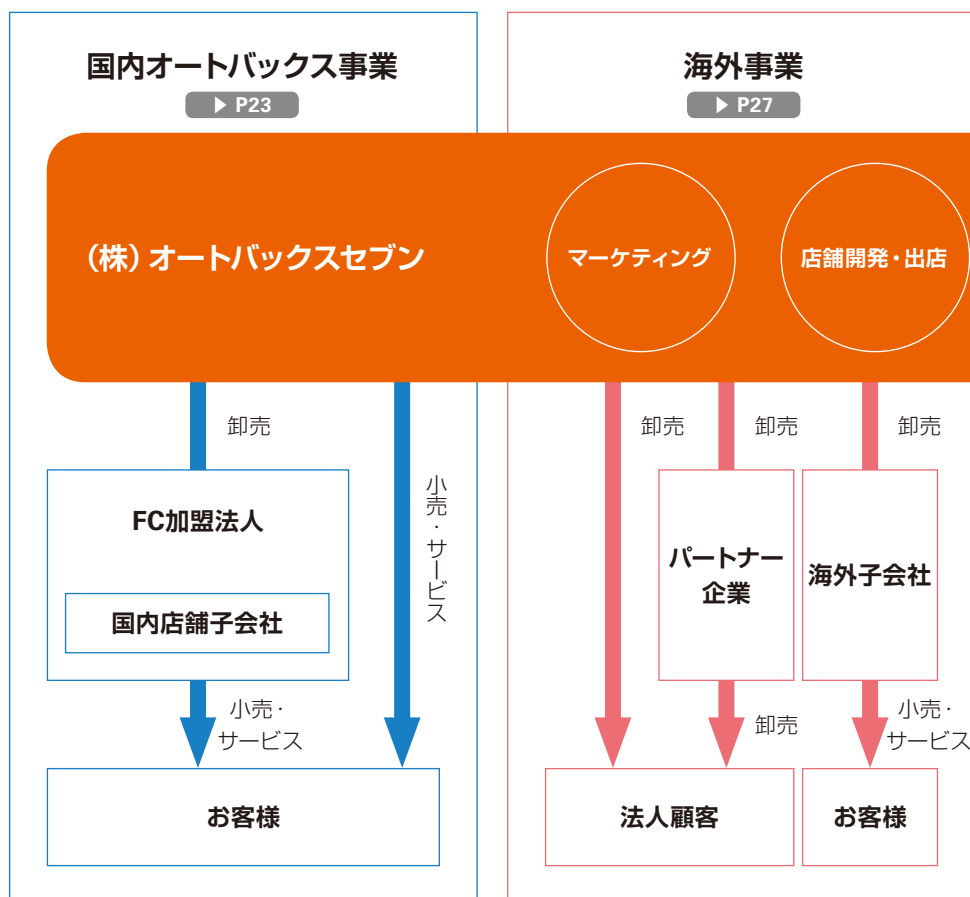 国内オートバックス事業
▶ P23
海外事業
▶ P27
（株）オートバックスセブン
マーケティング
店舗開発・出店
卸売
卸売
卸売
卸売
FC加盟法人
国内店舗子会社
小売・サービス
パートナー
企業
海外子会社
小売・
サービス
卸売
小売・
サービス
お客様
法人顧客
お客様